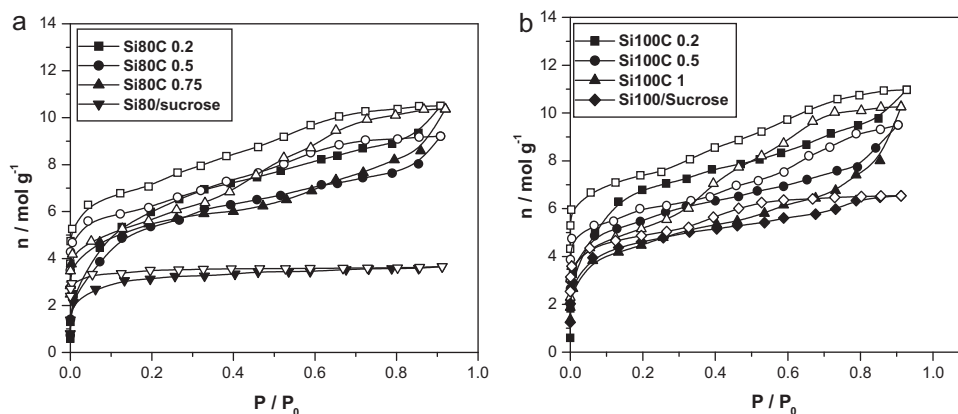 a
14
12
10
8
6
4
2
0
n / mol g⁻¹
Si80C 0.2
Si80C 0.5
Si80C 0.75
Si80/sucrose
0.0 0.2 0.4 0.6 0.8 1.0
P / P₀
b
14
12
10
8
6
4
2
0
n / mol g⁻¹
Si100C 0.2
Si100C 0.5
Si100C 1
Si100/Sucrose
0.0 0.2 0.4 0.6 0.8 1.0
P / P₀